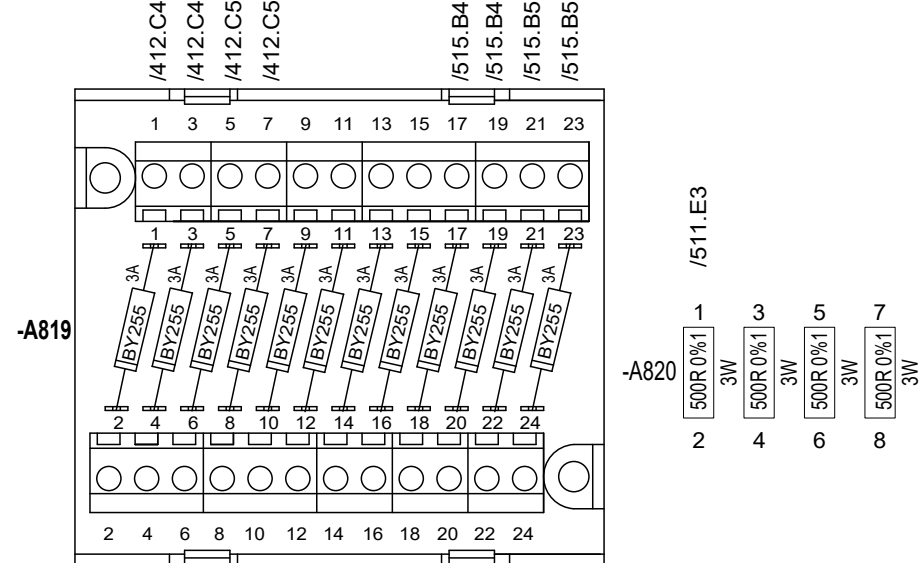 /412.C4 /412.C4 /412.C5 /412.C5 /515.B4 /515.B4 /515.B5 /515.B5
1 3 5 7 9 11 13 15 17 19 21 23
1 3 5 7 9 11 13 15 17 19 21 23
3A 3A 3A 3A 3A 3A 3A 3A 3A 3A 3A 3A
BY255 BY255 BY255 BY255 BY255 BY255 BY255 BY255 BY255 BY255 BY255 BY255
-A819
2 4 6 8 10 12 14 16 18 20 22 24
2 4 6 8 10 12 14 16 18 20 22 24
/511.E3
1 3 5 7
-A820
500R 0%1 3W 500R 0%1 3W 500R 0%1 3W 500R 0%1 3W
2 4 6 8